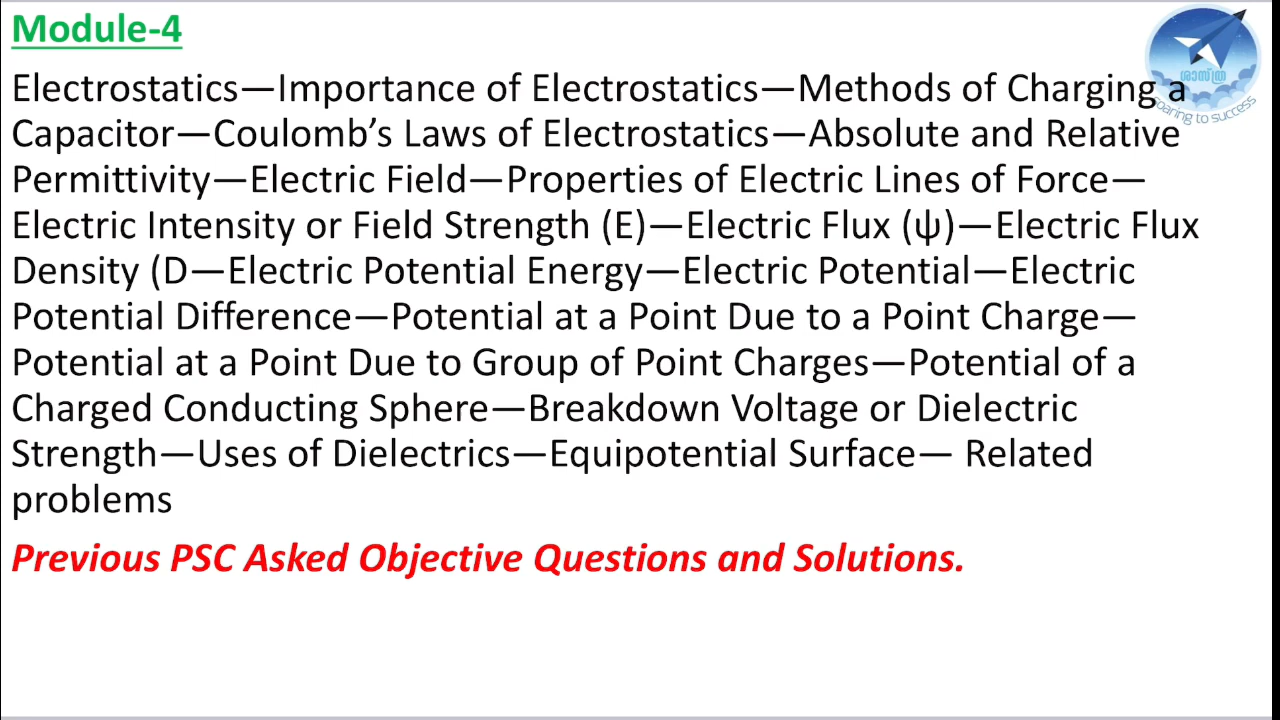 Module-4
Electrostatics—Importance of Electrostatics—Methods of Charging a
Capacitor—Coulomb’s Laws of Electrostatics—Absolute and Relative
Permittivity—Electric Field—Properties of Electric Lines of Force—
Electric Intensity or Field Strength (E)—Electric Flux (ψ)—Electric Flux
Density (D—Electric Potential Energy—Electric Potential—Electric
Potential Difference—Potential at a Point Due to a Point Charge—
Potential at a Point Due to Group of Point Charges—Potential of a
Charged Conducting Sphere—Breakdown Voltage or Dielectric
Strength—Uses of Dielectrics—Equipotential Surface— Related
problems
Previous PSC Asked Objective Questions and Solutions.
ശാസ്ത്ര
soaring to success